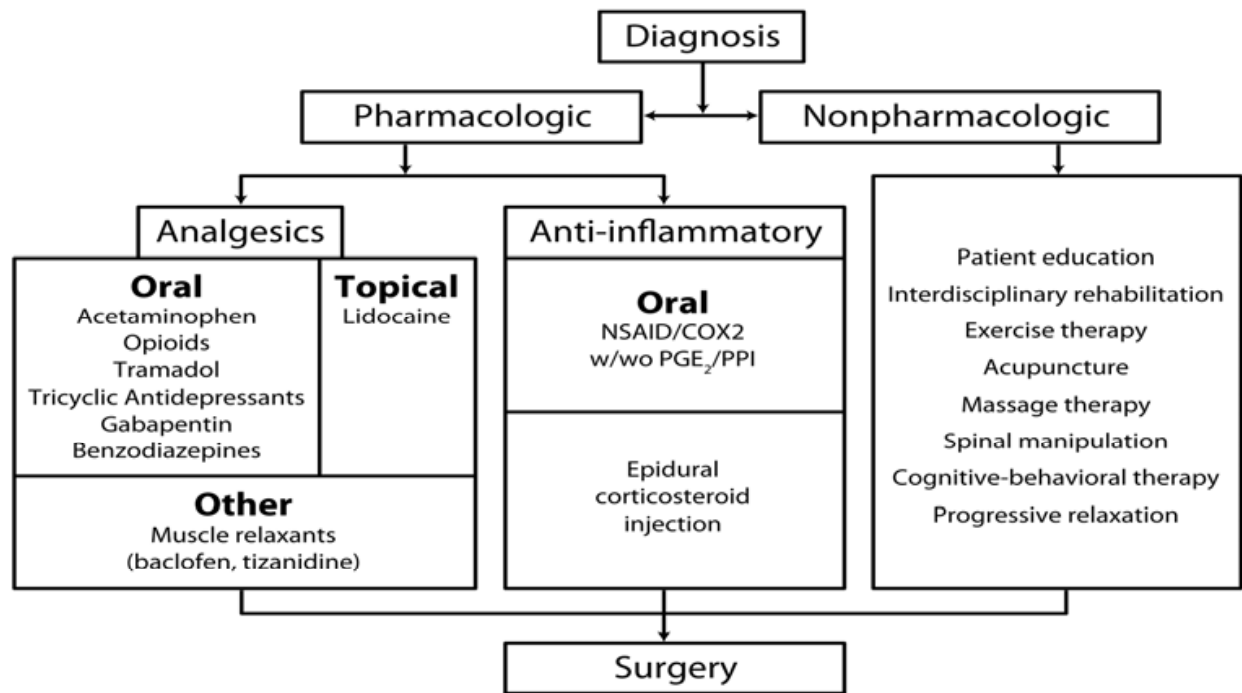 Diagnosis
Pharmacologic
Nonpharmacologic
Analgesics
Oral
Acetaminophen
Opioids
Tramadol
Tricyclic Antidepressants
Gabapentin
Benzodiazepines
Topical
Lidocaine
Other
Muscle relaxants
(baclofen, tizanidine)
Anti-inflammatory
Oral
NSAID/COX2
w/wo PGE₂/PPI
Epidural
corticosteroid
injection
Patient education
Interdisciplinary rehabilitation
Exercise therapy
Acupuncture
Massage therapy
Spinal manipulation
Cognitive-behavioral therapy
Progressive relaxation
Surgery